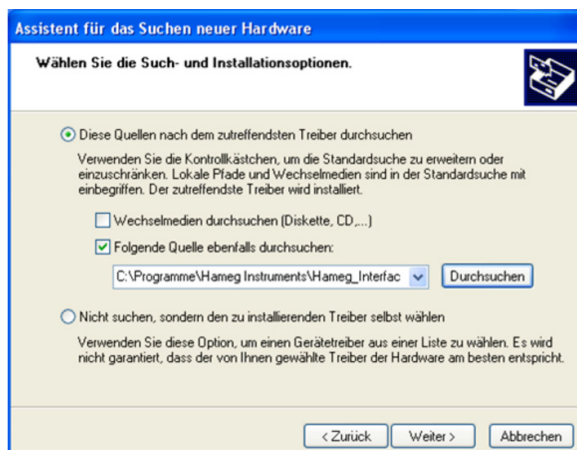 Assistent für das Suchen neuer Hardware
Wählen Sie die Such- und Installationsoptionen.
Diese Quellen nach dem zutreffendsten Treiber durchsuchen
Verwenden Sie die Kontrollkästchen, um die Standardsuche zu erweitern oder
einzuschränken. Lokale Pfade und Wechselmedien sind in der Standardsuche mit
einbegriffen. Der zutreffendste Treiber wird installiert.
Wechselmedien durchsuchen (Diskette, CD,...)
Folgende Quelle ebenfalls durchsuchen:
C:\Programme\Hameg Instruments\Hameg_Interfac
Durchsuchen
Nicht suchen, sondern den zu installierenden Treiber selbst wählen
Verwenden Sie diese Option, um einen Gerätetreiber aus einer Liste zu wählen. Es wird
nicht garantiert, dass der von Ihnen gewählte Treiber der Hardware am besten entspricht.
< Zurück
Weiter >
Abbrechen